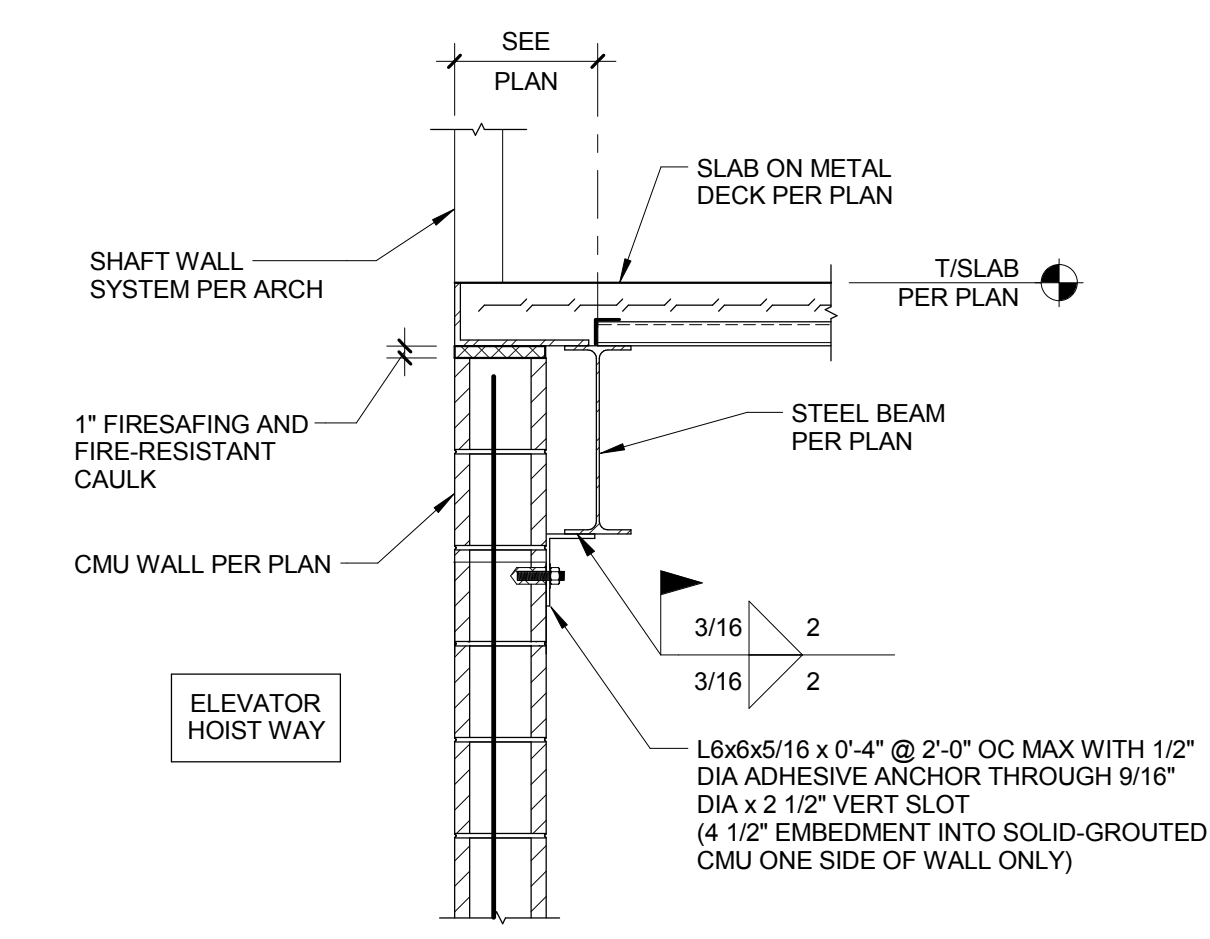 SEE
PLAN
SLAB ON METAL
DECK PER PLAN
SHAFT WALL
SYSTEM PER ARCH
T/SLAB
PER PLAN
1" FIRESAFING AND
FIRE-RESISTANT
CAULK
STEEL BEAM
PER PLAN
CMU WALL PER PLAN
3/16 2
3/16 2
ELEVATOR
HOIST WAY
L6x6x5/16 x 0'-4" @ 2'-0" OC MAX WITH 1/2"
DIA ADHESIVE ANCHOR THROUGH 9/16"
DIA x 2 1/2" VERT SLOT
(4 1/2" EMBEDMENT INTO SOLID-GROUTED
CMU ONE SIDE OF WALL ONLY)